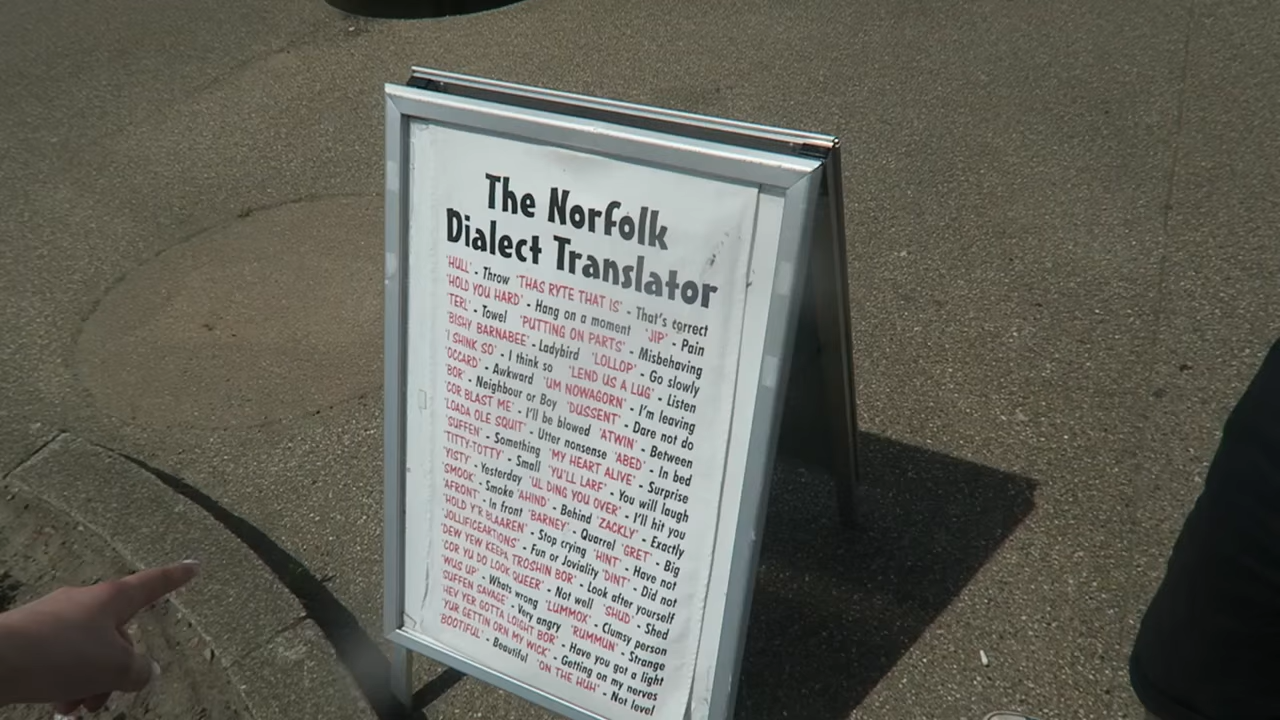 The Norfolk
Dialect Translator
'HULL' - Throw 'THAS RYTE THAT IS' - That's correct
'HOLD YOU HARD' - Hang on a moment 'JIP' - Pain
'TERL' - Towel 'PUTTING ON PARTS' - Misbehaving
'BISHY BARNABEE' - Ladybird 'LOLLOP' - Go slowly
'I SHINK SO' - I think so 'LEND US A LUG' - Listen
'OCCARD' - Awkward 'UM NOWAGORN' - I'm leaving
'BOR' - Neighbour or Boy 'DUSSENT' - Dare not do
'COR BLAST ME' - I'll be blowed 'ATWIN' - Between
'LOADA OLE SQUIT' - Utter nonsense 'ABED' - In bed
'SUFFEN' - Something 'MY HEART ALIVE' - Surprise
'TITTY-TOTTY' - Small 'YU'LL LARF' - You will laugh
'YISTY' - Yesterday 'UL DING YOU OVER' - I'll hit you
'SMOOK' - Smoke 'AHIND' - Behind 'ZACKLY' - Exactly
'AFRONT' - In front 'BARNEY' - Quarrel 'GRET' - Big
'HOLD Y'R BLAAREN' - Stop crying 'HINT' - Have not
'JOLLIFICEARTIONS' - Fun or Joviality 'DINT' - Did not
'DEW YEW KEEPA TROSHIN BOR' - Look after yourself
'COR YU DO LOOK QUEER' - Not well 'SHUD' - Shed
'WUS UP' - Whats wrong 'LUMMOX' - Clumsy person
'SUFFEN SAVAGE' - Very angry 'RUMMUN' - Strange
'HEY YER GOTTA LOIGHT BOR' - Have you got a light
'YUR GETTIN ORN MY WICK' - Getting on my nerves
'BOOTIFUL' - Beautiful 'ON THE HUH' - Not level